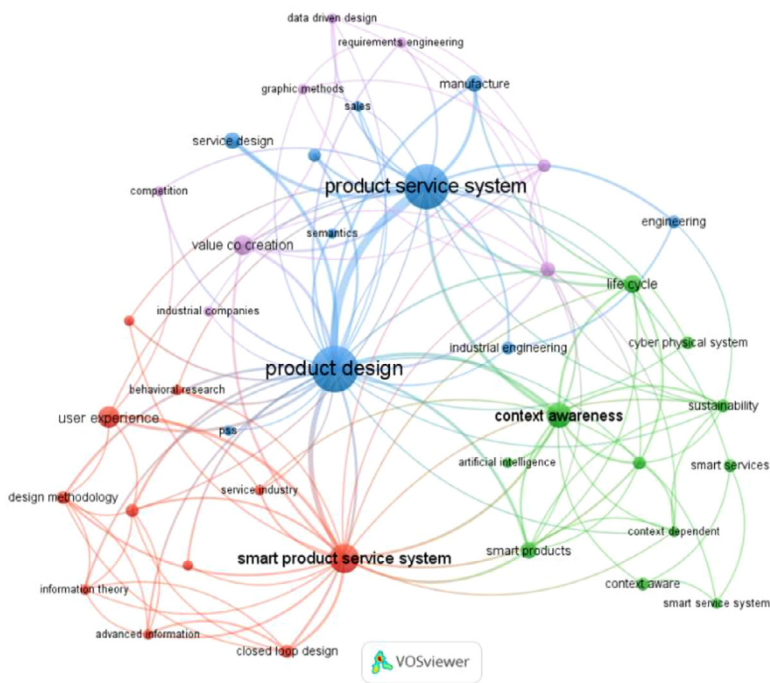 data driven design
requirements engineering
graphic methods
manufacture
sales
service design
product service system
competition
engineering
semantics
value co creation
life cycle
industrial companies
cyber physical system
industrial engineering
product design
behavioral research
sustainability
context awareness
user experience
pss
artificial intelligence
smart services
service industry
design methodology
context dependent
smart products
smart product service system
context aware
information theory
smart service system
advanced information
closed loop design
VOSviewer